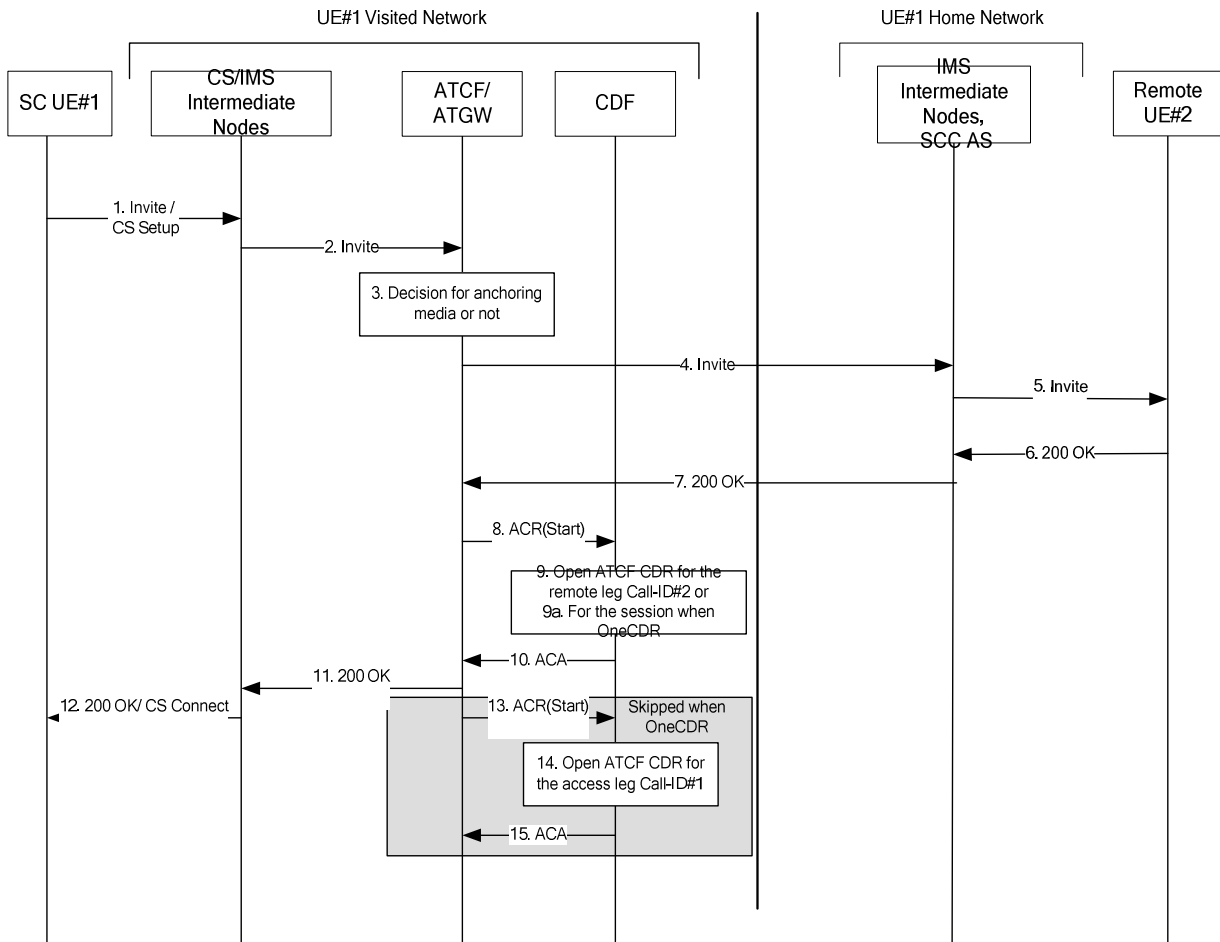 UE#1 Visited Network
UE#1 Home Network
SC UE#1
CS/IMS
Intermediate
Nodes
ATCF/
ATGW
CDF
IMS
Intermediate
Nodes,
SCC AS
Remote
UE#2
1. Invite /
CS Setup
2. Invite
3. Decision for anchoring
media or not
4. Invite
5. Invite
6. 200 OK
7. 200 OK
8. ACR(Start)
9. Open ATCF CDR for the
remote leg Call-ID#2 or
9a. For the session when
OneCDR
10. ACA
11. 200 OK
12. 200 OK/ CS Connect
13. ACR(Start)
Skipped when
OneCDR
14. Open ATCF CDR for
the access leg Call-ID#1
15. ACA